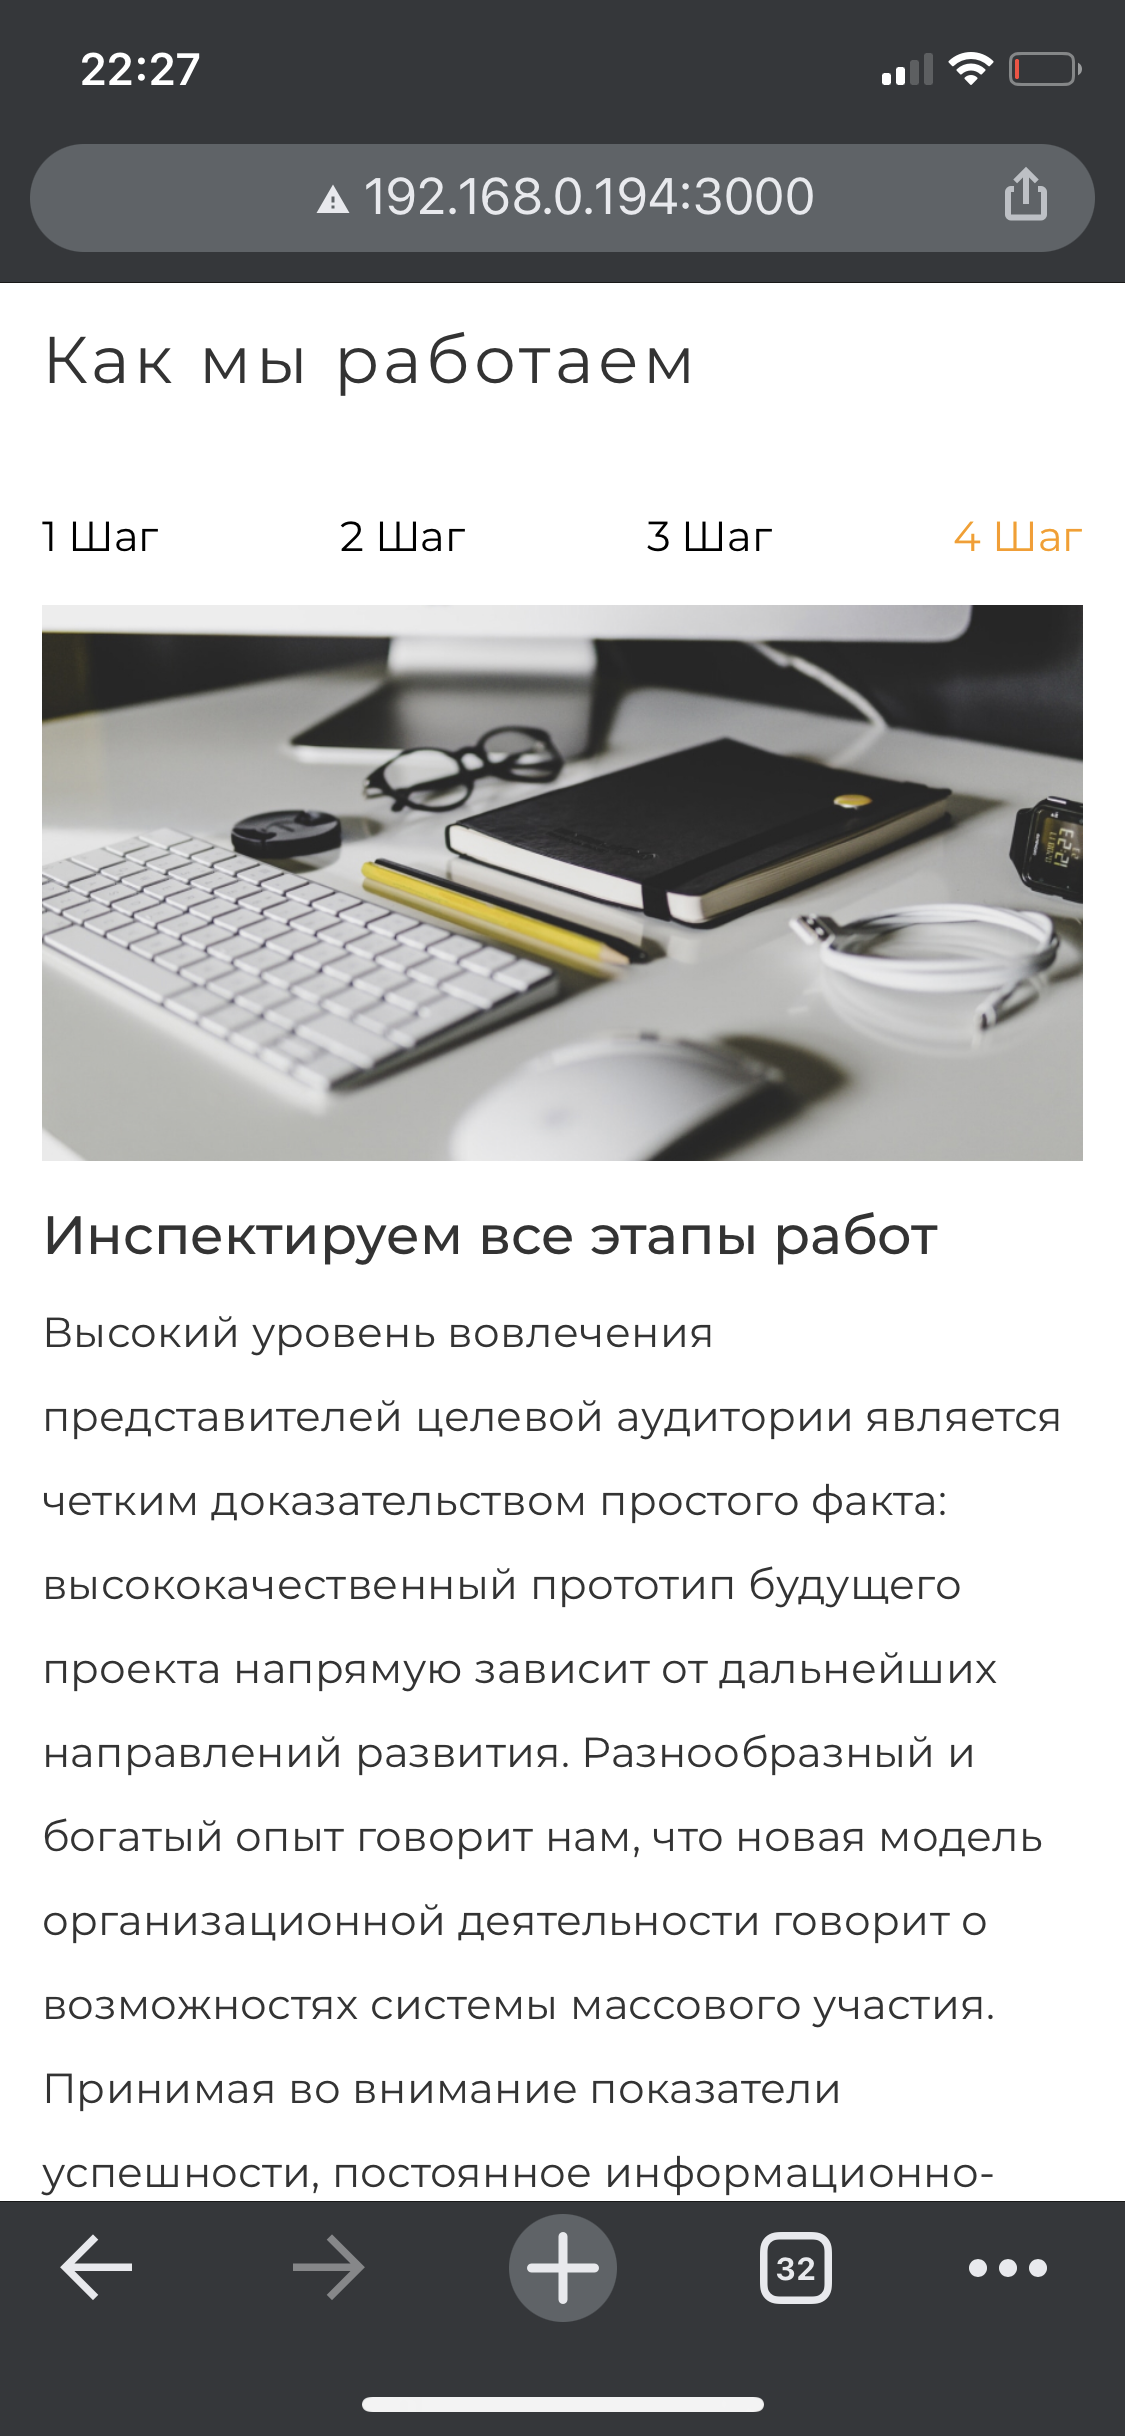 22:27
192.168.0.194:3000
Как мы работаем
1 Шаг
2 Шаг
3 Шаг
4 Шаг
Инспектируем все этапы работ
Высокий уровень вовлечения
представителей целевой аудитории является
четким доказательством простого факта:
высококачественный прототип будущего
проекта напрямую зависит от дальнейших
направлений развития. Разнообразный и
богатый опыт говорит нам, что новая модель
организационной деятельности говорит о
возможностях системы массового участия.
Принимая во внимание показатели
успешности, постоянное информационно-
32